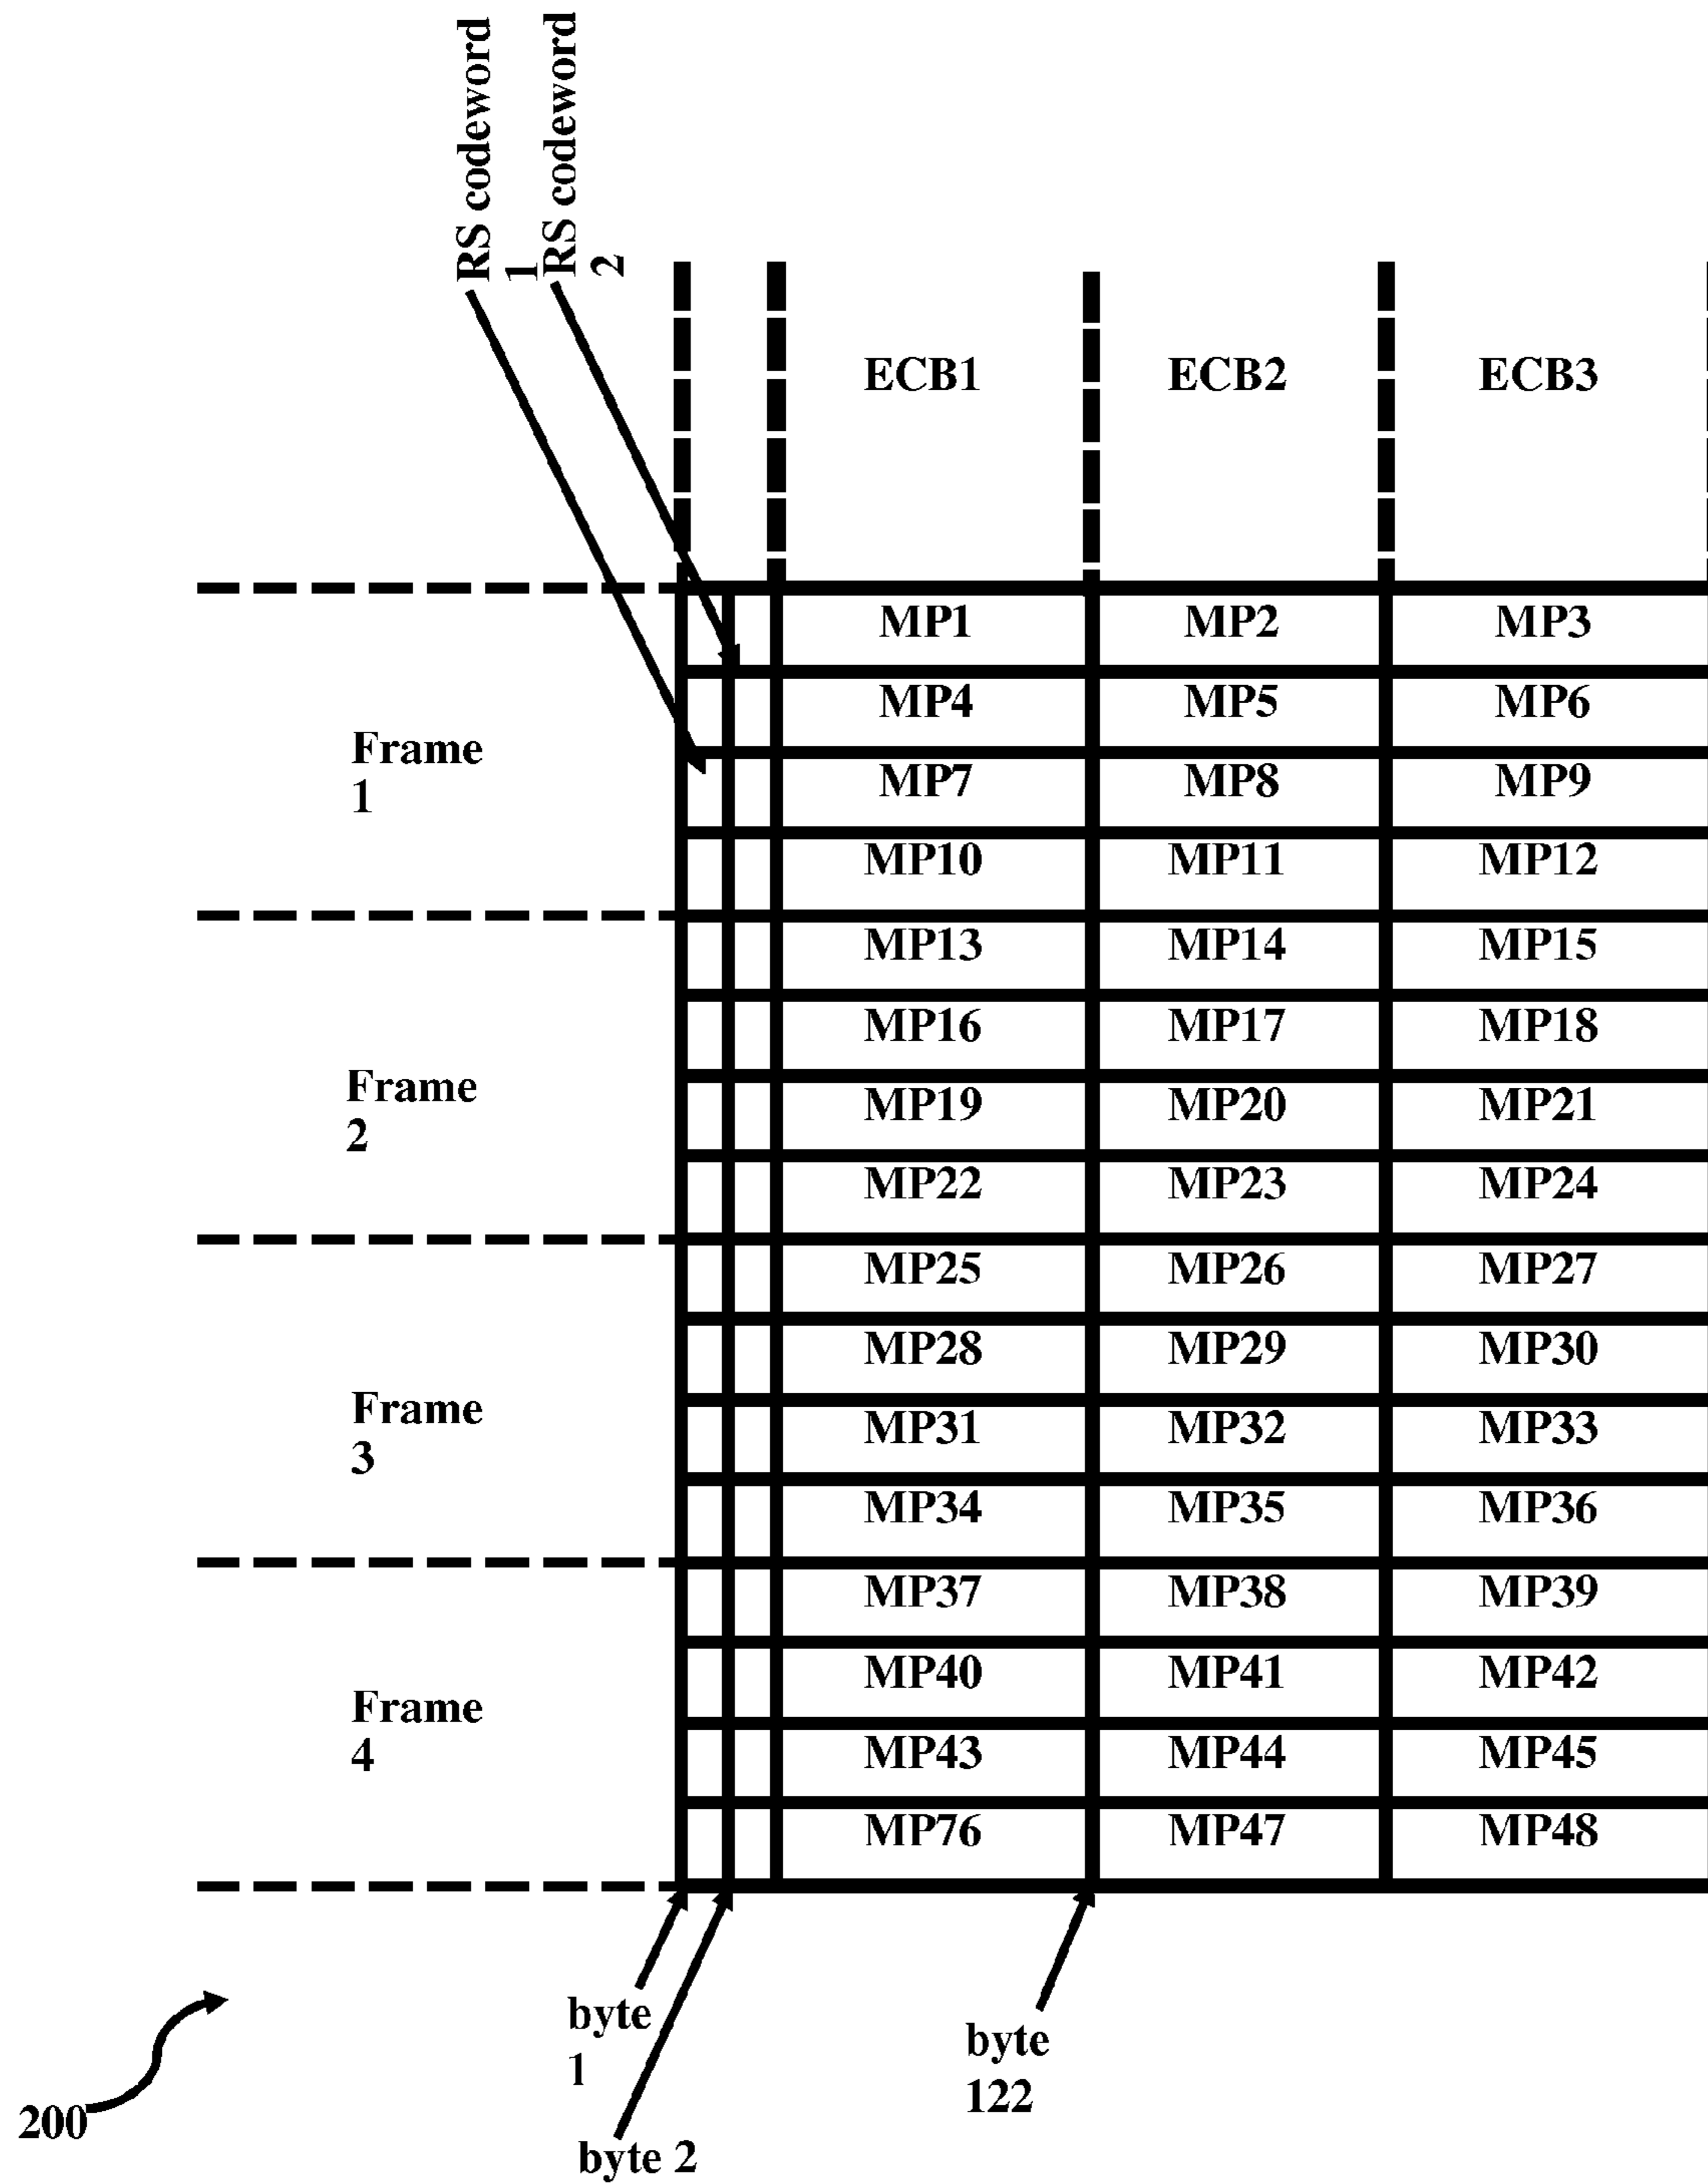 RS codeword
1
RS codeword
2
ECB1 ECB2 ECB3
MP1 MP2 MP3
MP4 MP5 MP6
Frame
1
MP7 MP8 MP9
MP10 MP11 MP12
MP13 MP14 MP15
MP16 MP17 MP18
Frame
2
MP19 MP20 MP21
MP22 MP23 MP24
MP25 MP26 MP27
MP28 MP29 MP30
Frame
3
MP31 MP32 MP33
MP34 MP35 MP36
MP37 MP38 MP39
MP40 MP41 MP42
Frame
4
MP43 MP44 MP45
MP76 MP47 MP48
byte
1
byte
122
200
byte 2